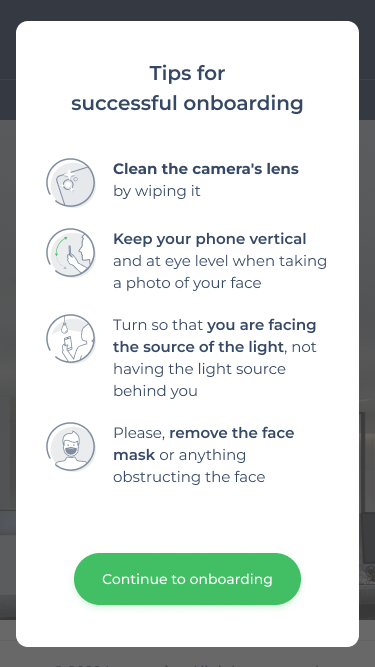 Tips for
successful onboarding
Clean the camera's lens
by wiping it
Keep your phone vertical
and at eye level when taking
a photo of your face
Turn so that you are facing
the source of the light, not
having the light source
behind you
Please, remove the face
mask or anything
obstructing the face
Continue to onboarding